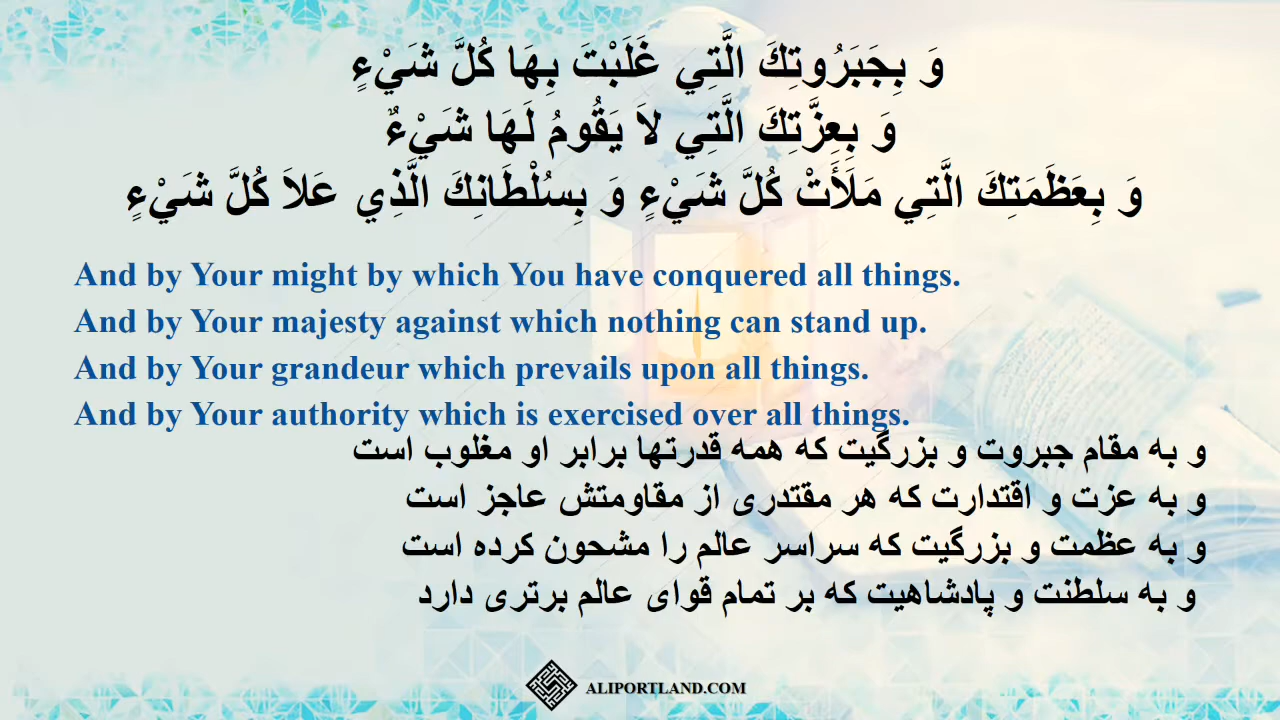 وَ بِجَبَرُوتِكَ الَّتِي غَلَبْتَ بِهَا كُلَّ شَيْءٍ
وَ بِعِزَّتِكَ الَّتِي لاَ يَقُومُ لَهَا شَيْءٌ
وَ بِعَظَمَتِكَ الَّتِي مَلَأَتْ كُلَّ شَيْءٍ وَ بِسُلْطَانِكَ الَّذِي عَلاَ كُلَّ شَيْءٍ
And by Your might by which You have conquered all things.
And by Your majesty against which nothing can stand up.
And by Your grandeur which prevails upon all things.
And by Your authority which is exercised over all things.
و به مقام جبروت و بزرگیت که همه قدرتها برابر او مغلوب است
و به عزت و اقتدارت که هر مقتدری از مقاومتش عاجز است
و به عظمت و بزرگیت که سراسر عالم را مشحون کرده است
و به سلطنت و پادشاهیت که بر تمام قوای عالم برتری دارد
ALIPORTLAND.COM